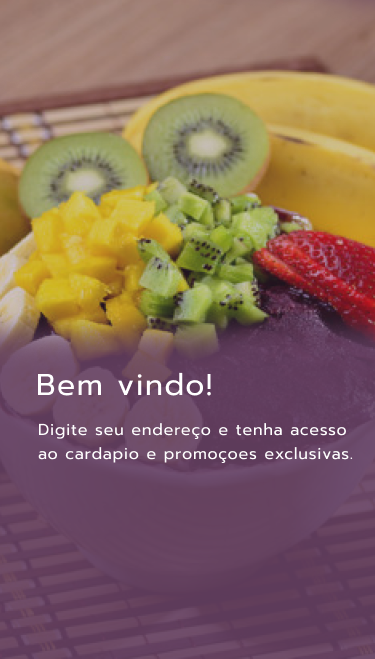 Bem vindo!
Digite seu endereço e tenha acesso
ao cardapio e promoçoes exclusivas.